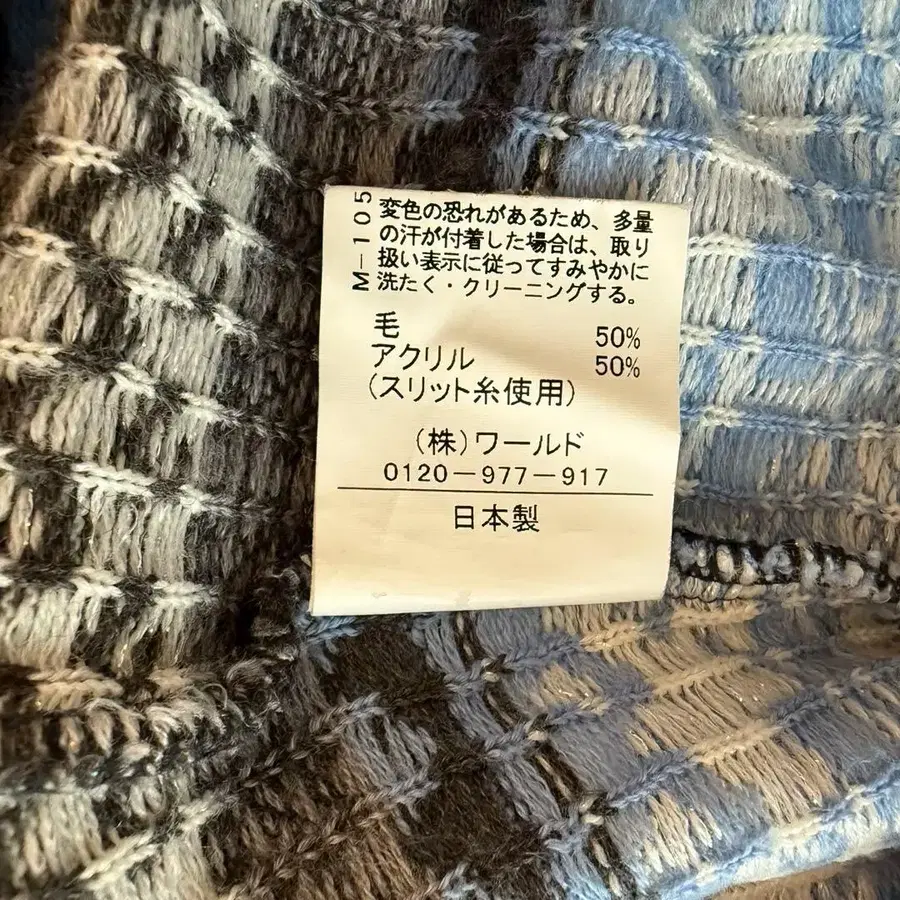 M-105
変色の恐れがあるため、多量
の汗が付着した場合は、取り
扱い表示に従ってすみやかに
洗たく・クリーニングする。
毛 50%
アクリル 50%
(スリット糸使用)
(株)ワールド
0120-977-917
日本製